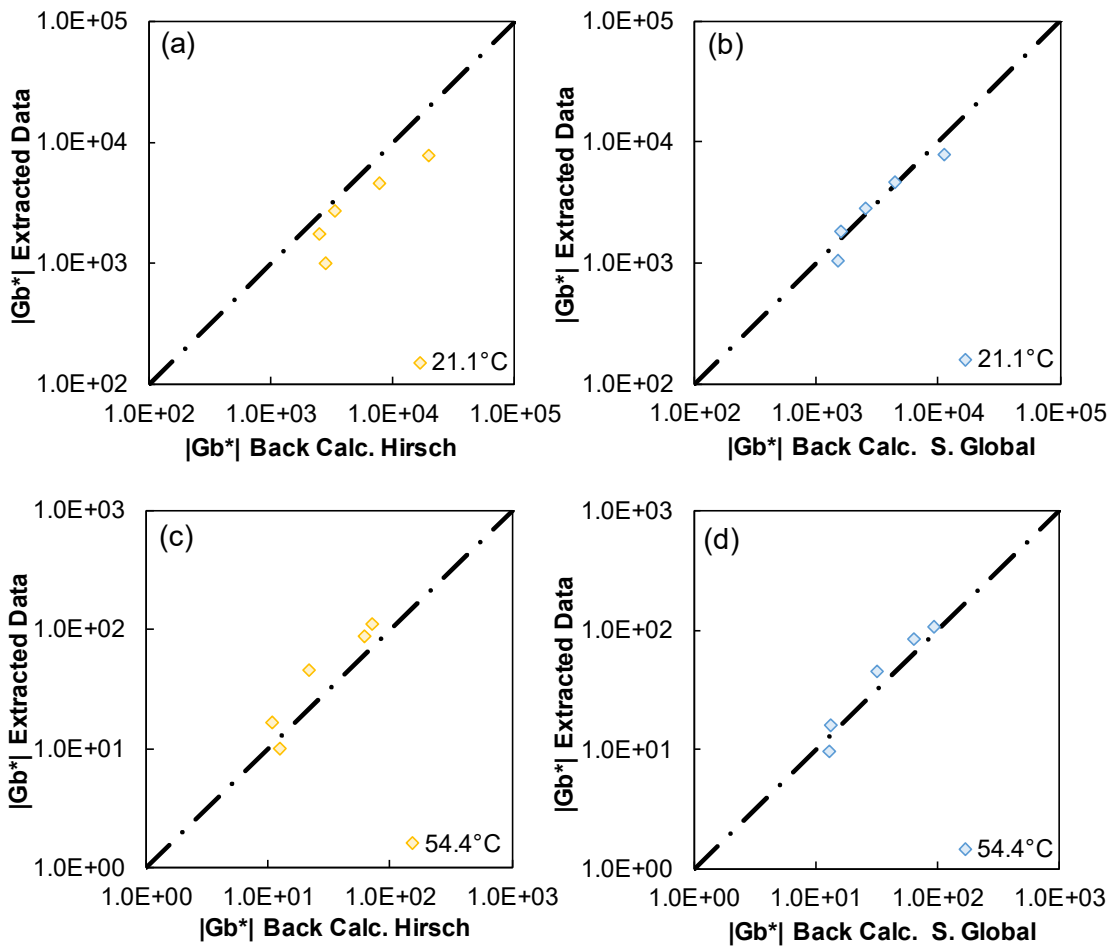 (a)
|Gb*| Extracted Data
1.0E+05
1.0E+04
1.0E+03
1.0E+02
21.1°C
1.0E+02 1.0E+03 1.0E+04 1.0E+05
|Gb*| Back Calc. Hirsch
(b)
|Gb*| Extracted Data
1.0E+05
1.0E+04
1.0E+03
1.0E+02
21.1°C
1.0E+02 1.0E+03 1.0E+04 1.0E+05
|Gb*| Back Calc. S. Global
(c)
|Gb*| Extracted Data
1.0E+03
1.0E+02
1.0E+01
1.0E+00
54.4°C
1.0E+00 1.0E+01 1.0E+02 1.0E+03
|Gb*| Back Calc. Hirsch
(d)
|Gb*| Extracted Data
1.0E+03
1.0E+02
1.0E+01
1.0E+00
54.4°C
1.0E+00 1.0E+01 1.0E+02 1.0E+03
|Gb*| Back Calc. S. Global